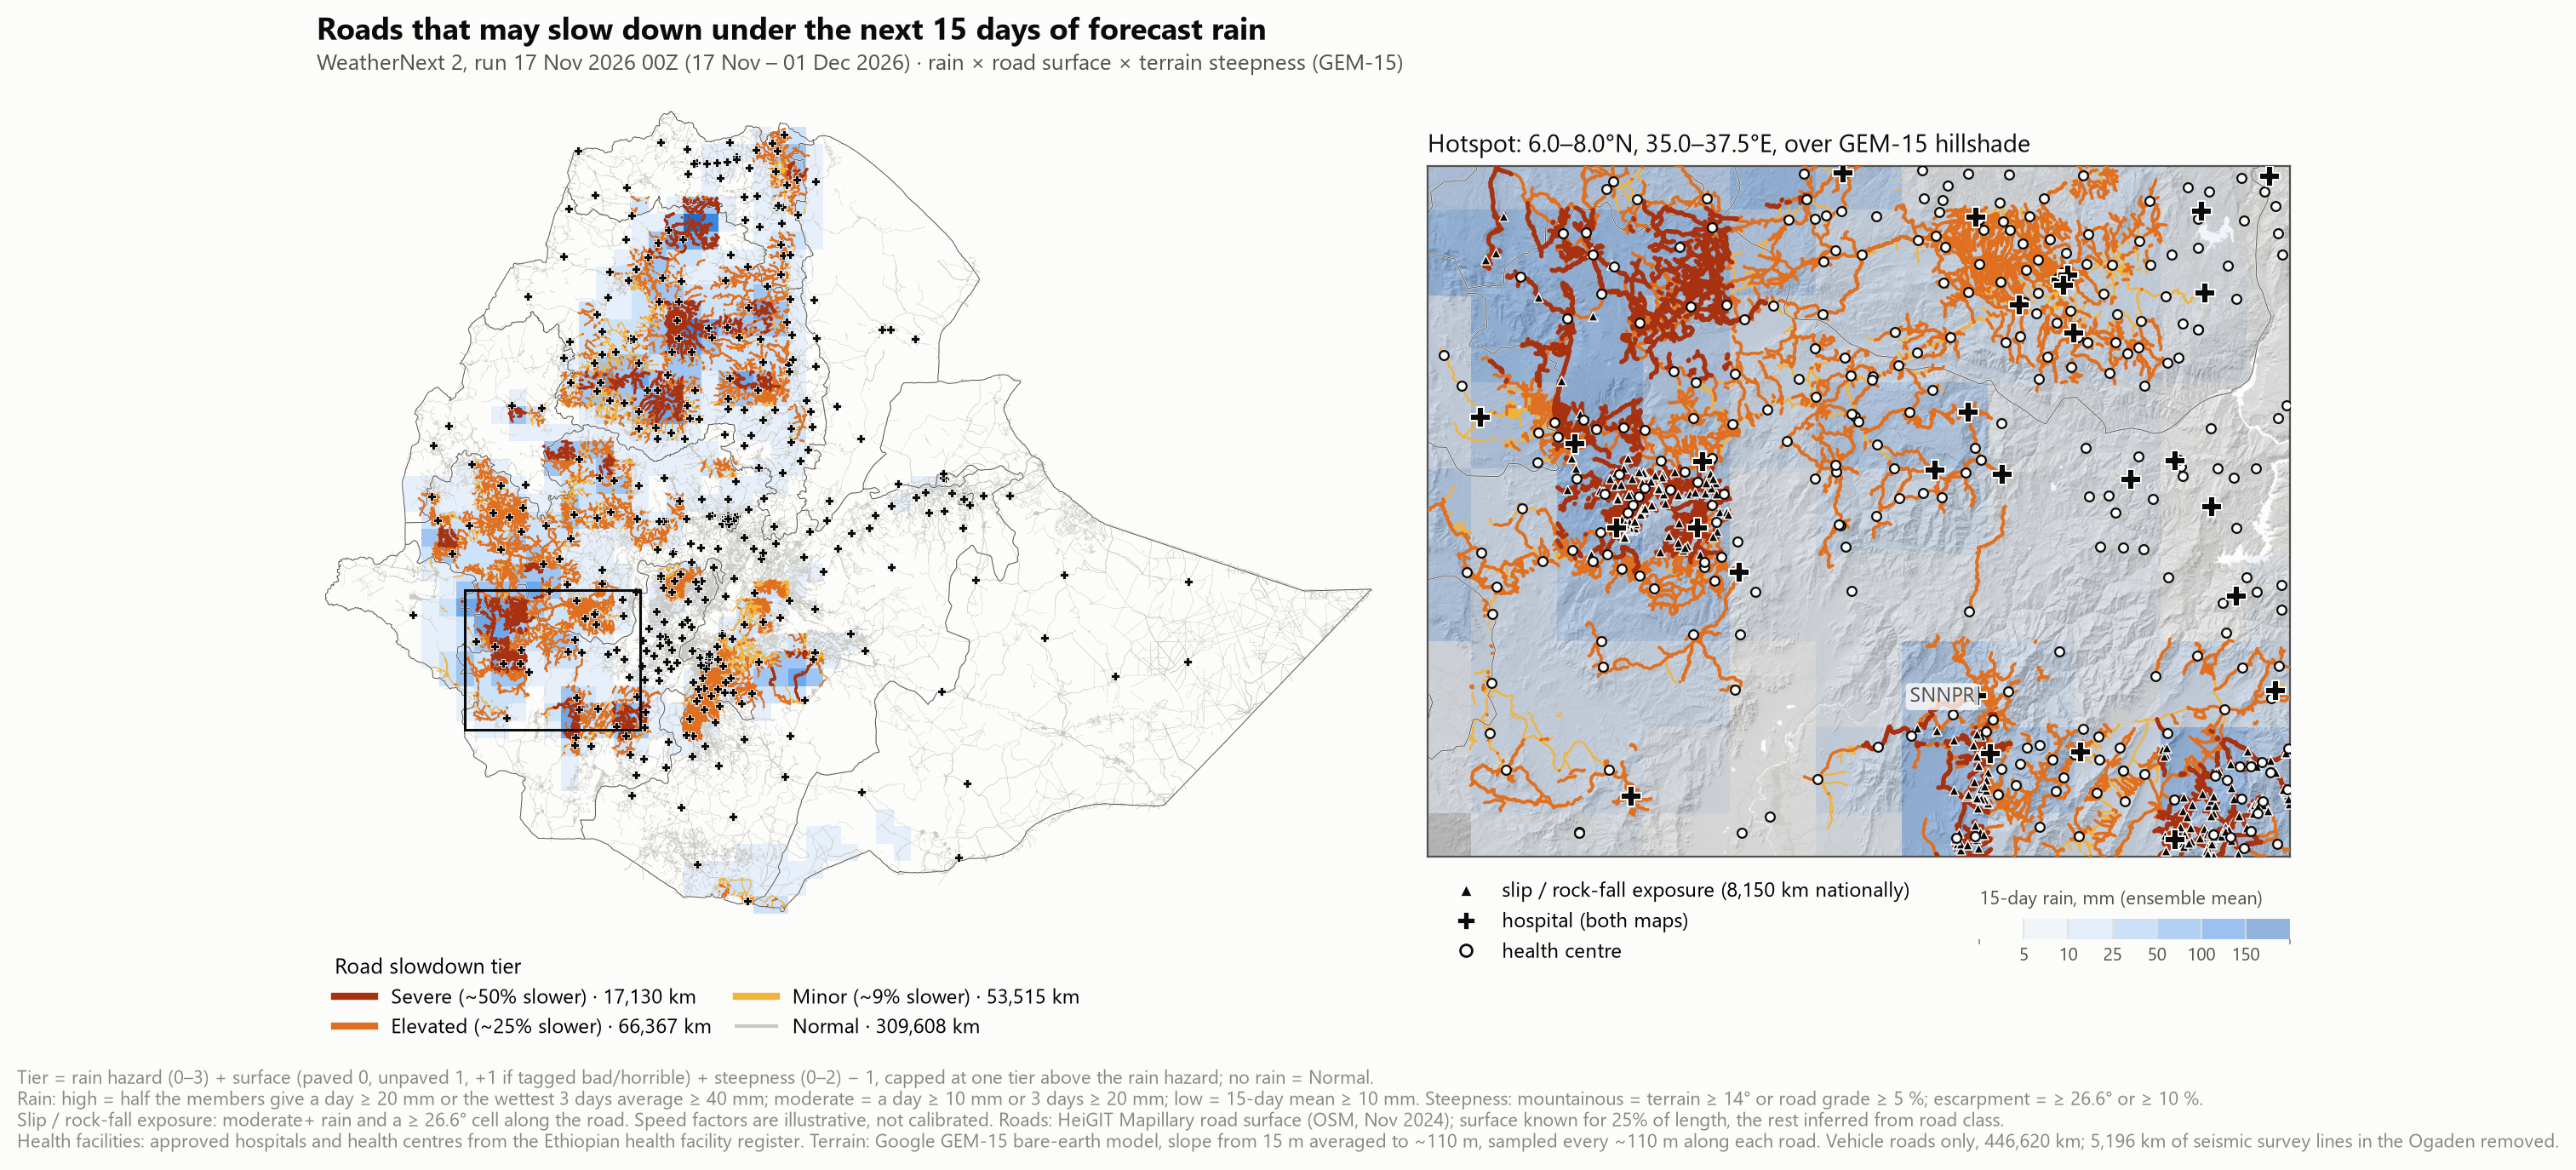 Roads that may slow down under the next 15 days of forecast rain
WeatherNext 2, run 17 Nov 2026 00Z (17 Nov – 01 Dec 2026) · rain × road surface × terrain steepness (GEM-15)
Hotspot: 6.0–8.0°N, 35.0–37.5°E, over GEM-15 hillshade
SNNPR
slip / rock-fall exposure (8,150 km nationally)
hospital (both maps)
health centre
15-day rain, mm (ensemble mean)
5 10 25 50 100 150
Road slowdown tier
Severe (~50% slower) · 17,130 km
Minor (~9% slower) · 53,515 km
Elevated (~25% slower) · 66,367 km
Normal · 309,608 km
Tier = rain hazard (0–3) + surface (paved 0, unpaved 1, +1 if tagged bad/horrible) + steepness (0–2) − 1, capped at one tier above the rain hazard; no rain = Normal.
Rain: high = half the members give a day ≥ 20 mm or the wettest 3 days average ≥ 40 mm; moderate = a day ≥ 10 mm or 3 days ≥ 20 mm; low = 15-day mean ≥ 10 mm. Steepness: mountainous = terrain ≥ 14° or road grade ≥ 5 %; escarpment = ≥ 26.6° or ≥ 10 %.
Slip / rock-fall exposure: moderate+ rain and a ≥ 26.6° cell along the road. Speed factors are illustrative, not calibrated. Roads: HeiGIT Mapillary road surface (OSM, Nov 2024); surface known for 25% of length, the rest inferred from road class.
Health facilities: approved hospitals and health centres from the Ethiopian health facility register. Terrain: Google GEM-15 bare-earth model, slope from 15 m averaged to ~110 m, sampled every ~110 m along each road. Vehicle roads only, 446,620 km; 5,196 km of seismic survey lines in the Ogaden removed.